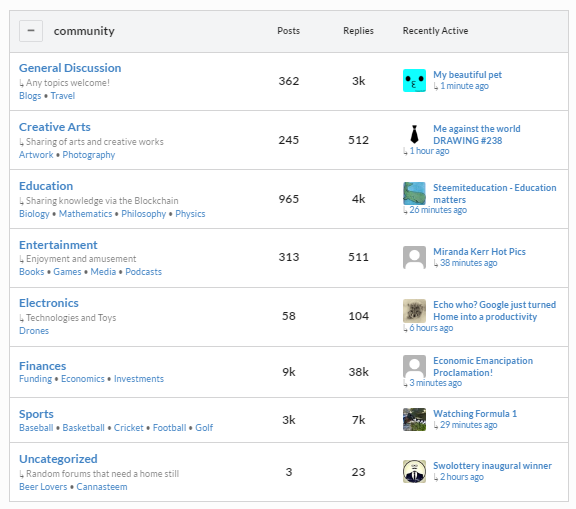 − community Posts Replies Recently Active
General Discussion 362 3k My beautiful pet
↳ Any topics welcome! ↳ 1 minute ago
Blogs • Travel
Creative Arts 245 512 Me against the world
↳ Sharing of arts and creative works DRAWING #238
Artwork • Photography ↳ 1 hour ago
Education 965 4k Steemiteducation - Education
↳ Sharing knowledge via the Blockchain matters
Biology • Mathematics • Philosophy • Physics ↳ 26 minutes ago
Entertainment 313 511 Miranda Kerr Hot Pics
↳ Enjoyment and amusement ↳ 38 minutes ago
Books • Games • Media • Podcasts
Electronics 58 104 Echo who? Google just turned
↳ Technologies and Toys Home into a productivity
Drones ↳ 6 hours ago
Finances 9k 38k Economic Emancipation
Funding • Economics • Investments Proclamation!
↳ 3 minutes ago
Sports 3k 7k Watching Formula 1
Baseball • Basketball • Cricket • Football • Golf ↳ 29 minutes ago
Uncategorized 3 23 Swolottery inaugural winner
↳ Random forums that need a home still ↳ 2 hours ago
Beer Lovers • Cannasteem